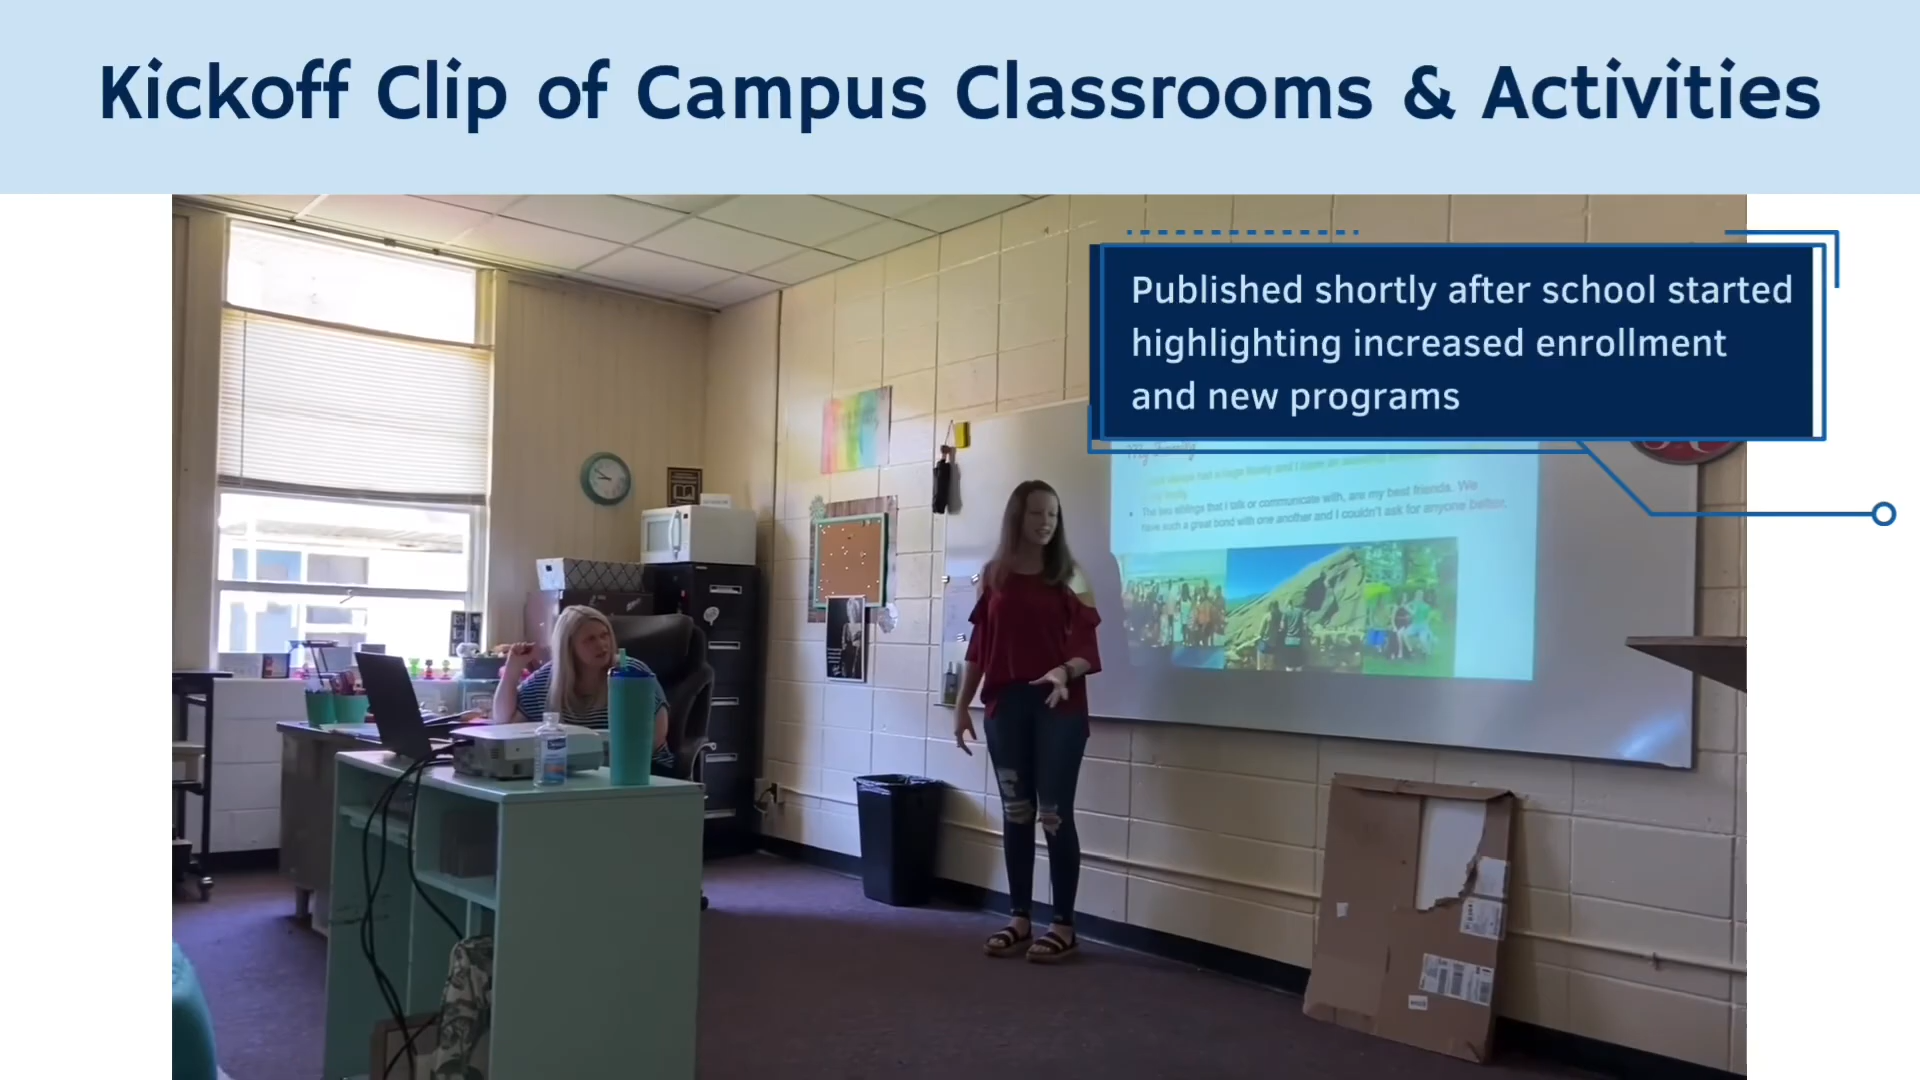 Kickoff Clip of Campus Classrooms & Activities
Published shortly after school started
highlighting increased enrollment
and new programs
My Family
The two siblings that I talk or communicate with, are my best friends. We
have such a great bond with one another and I couldn't ask for anyone better.